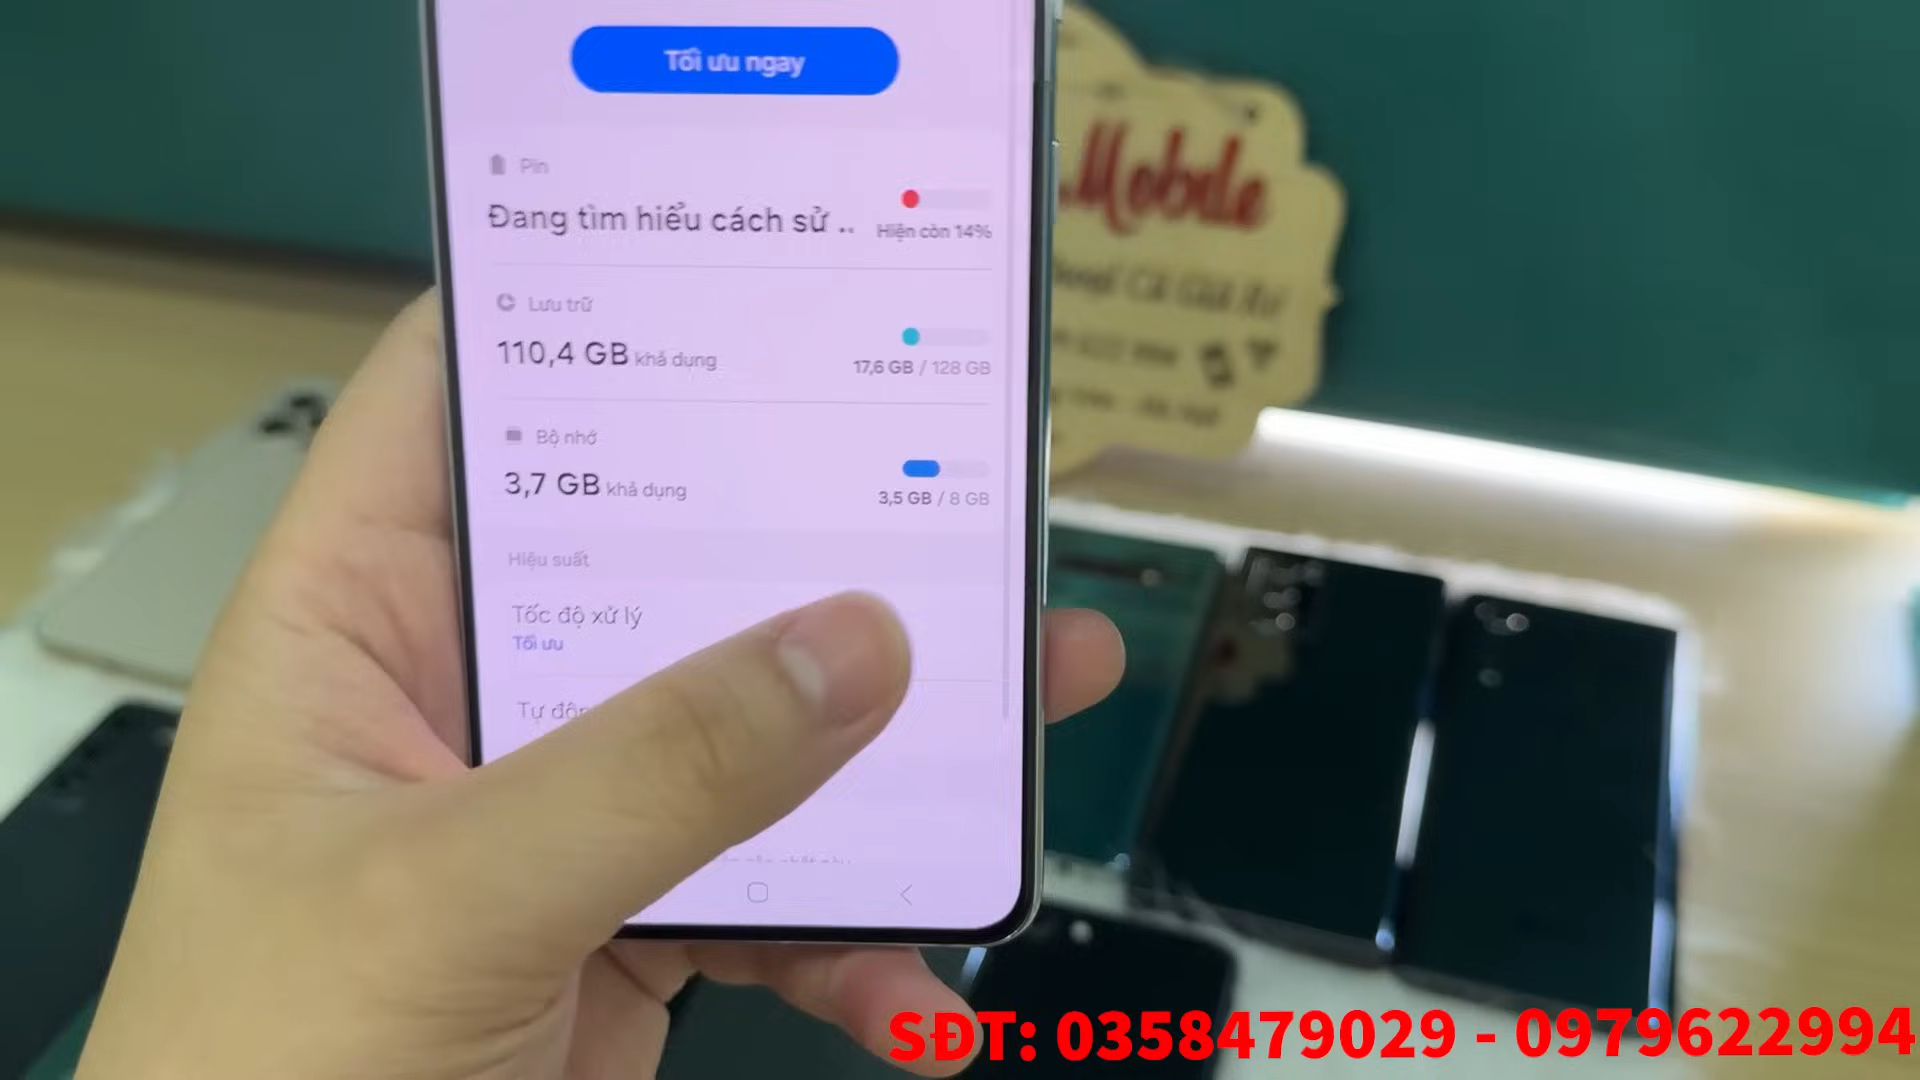 Tối ưu ngay
Pin
Đang tìm hiểu cách sử ..
Hiện còn 14%
Lưu trữ
110,4 GB khả dụng
17,6 GB / 128 GB
Bộ nhớ
3,7 GB khả dụng
3,5 GB / 8 GB
Hiệu suất
Tốc độ xử lý
Tối ưu
Tự
Mobile
SĐT: 0358479029 - 0979622994